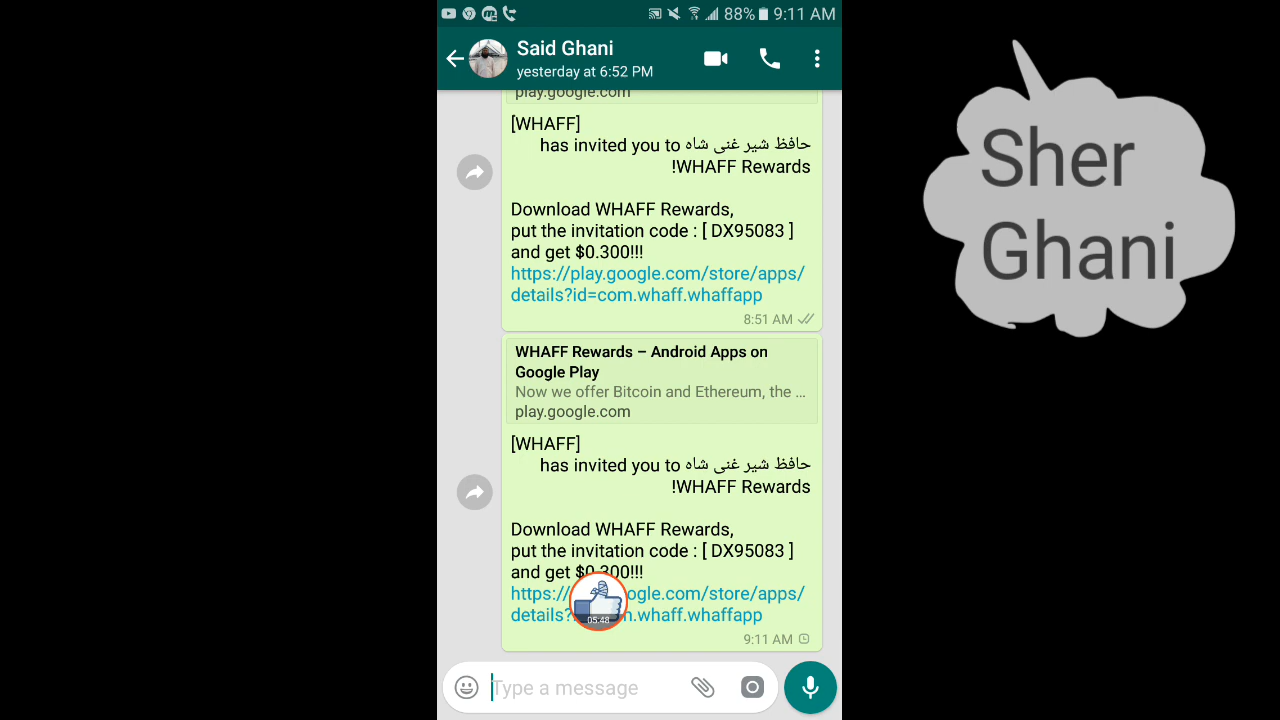 88% 9:11 AM
Said Ghani
yesterday at 6:52 PM
play.google.com
[WHAFF]
حافظ شیر غنی شاه has invited you to
WHAFF Rewards!
Download WHAFF Rewards,
put the invitation code : [ DX95083 ]
and get $0.300!!!
https://play.google.com/store/apps/
details?id=com.whaff.whaffapp
8:51 AM
WHAFF Rewards – Android Apps on
Google Play
Now we offer Bitcoin and Ethereum, the ...
play.google.com
[WHAFF]
حافظ شیر غنی شاه has invited you to
WHAFF Rewards!
Download WHAFF Rewards,
put the invitation code : [ DX95083 ]
and get $0.300!!!
https:// ogle.com/store/apps/
details? m.whaff.whaffapp
05:48
9:11 AM
Type a message
Sher
Ghani